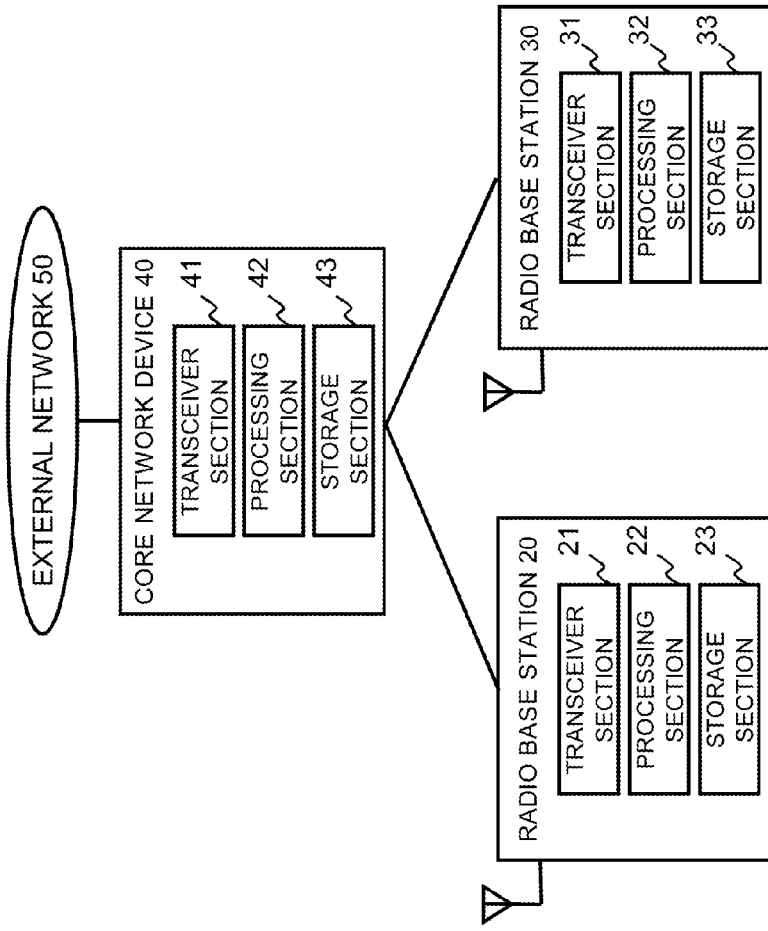 EXTERNAL NETWORK 50
CORE NETWORK DEVICE 40
TRANSCEIVER
SECTION
41
PROCESSING
SECTION
42
STORAGE
SECTION
43
RADIO BASE STATION 20
TRANSCEIVER
SECTION
21
PROCESSING
SECTION
22
STORAGE
SECTION
23
RADIO BASE STATION 30
TRANSCEIVER
SECTION
31
PROCESSING
SECTION
32
STORAGE
SECTION
33